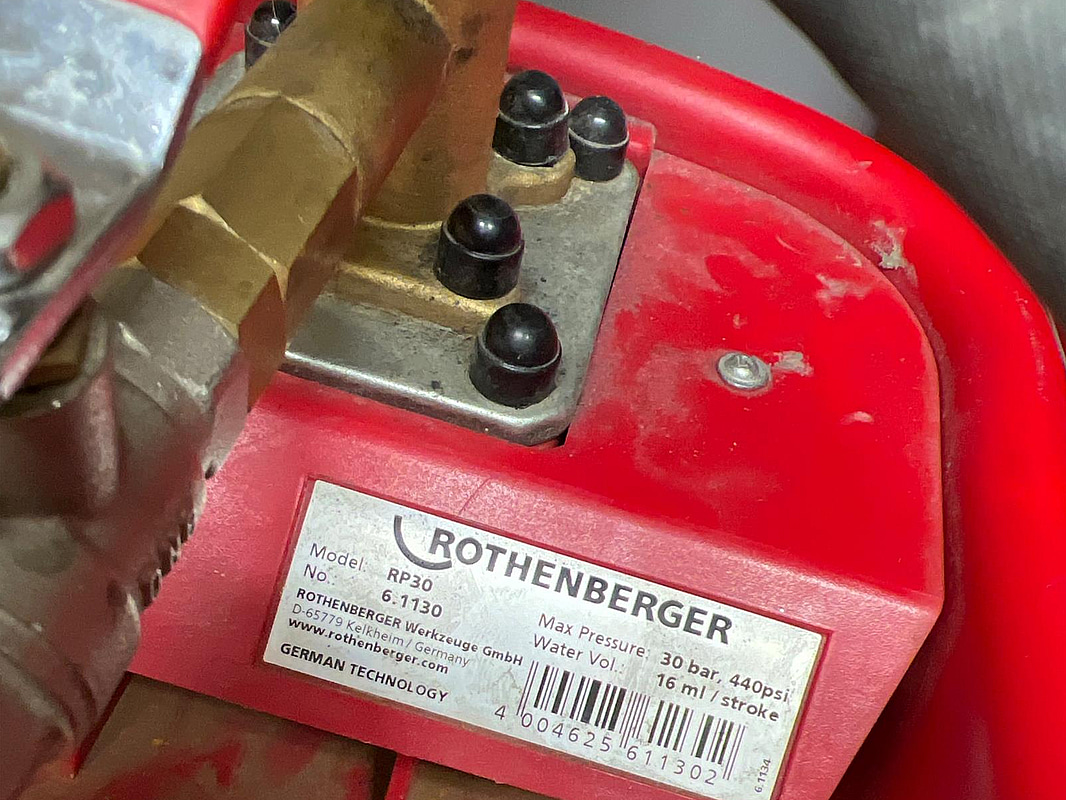 ROTHENBERGER
Model: RP30
No.: 6.1130
ROTHENBERGER Werkzeuge GmbH
D-65779 Kelkheim / Germany
www.rothenberger.com
GERMAN TECHNOLOGY
Max Pressure: 30 bar, 440psi
Water Vol.: 16 ml / stroke
4 004625 611302
6.1134